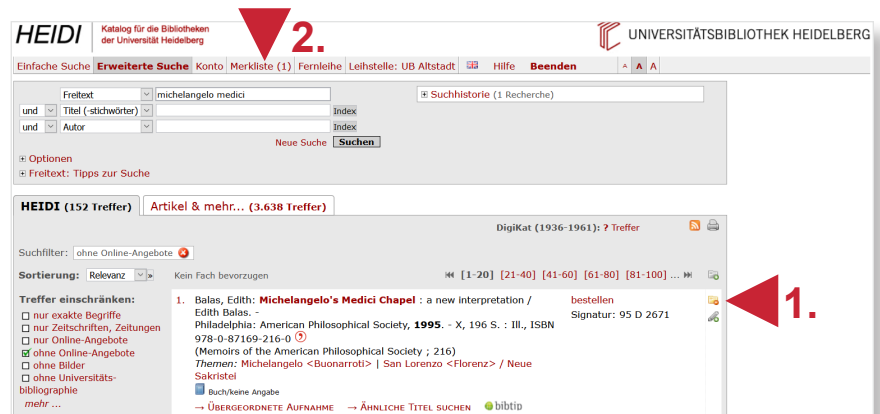 HEIDI
Katalog für die Bibliotheken
der Universität Heidelberg
2.
UNIVERSITÄTSBIBLIOTHEK HEIDELBERG
Einfache Suche Erweiterte Suche Konto Merkliste (1) Fernleihe Leihstelle: UB Altstadt Hilfe Beenden A A A
Freitext michelangelo medici
Suchhistorie (1 Recherche)
und Titel (-stichwörter) Index
und Autor Index
Neue Suche Suchen
Optionen
Freitext: Tipps zur Suche
HEIDI (152 Treffer) Artikel & mehr... (3.638 Treffer)
DigiKat (1936-1961): ? Treffer
Suchfilter: ohne Online-Angebote
Sortierung: Relevanz » Kein Fach bevorzugen [1-20] [21-40] [41-60] [61-80] [81-100] ...
Treffer einschränken:
nur exakte Begriffe
nur Zeitschriften, Zeitungen
nur Online-Angebote
ohne Online-Angebote
ohne Bilder
ohne Universitäts-
bibliographie
mehr ...
1. Balas, Edith: Michelangelo's Medici Chapel : a new interpretation /
Edith Balas. -
Philadelphia: American Philosophical Society, 1995. - X, 196 S. : Ill., ISBN
978-0-87169-216-0 ?
(Memoirs of the American Philosophical Society ; 216)
Themen: Michelangelo <Buonarroti> | San Lorenzo <Florenz> / Neue
Sakristei
Buch/keine Angabe
→ ÜBERGEORDNETE AUFNAHME → ÄHNLICHE TITEL SUCHEN bibtip
bestellen
Signatur: 95 D 2671
1.